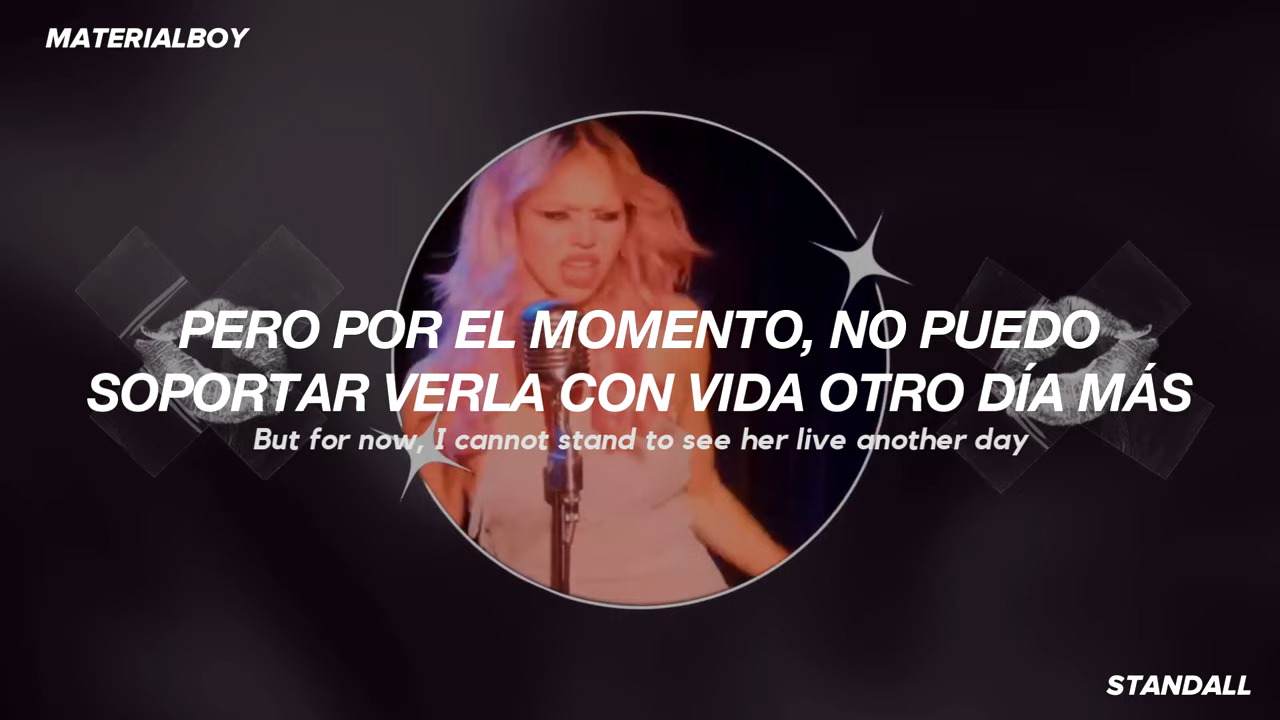 MATERIALBOY
PERO POR EL MOMENTO, NO PUEDO
SOPORTAR VERLA CON VIDA OTRO DÍA MÁS
But for now, I cannot stand to see her live another day
STANDALL